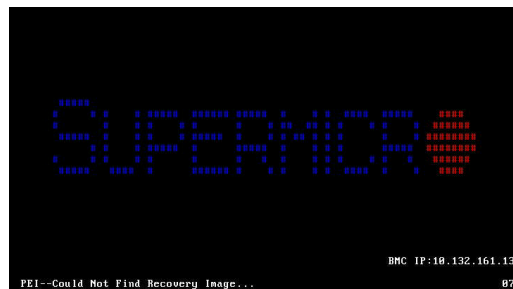 SUPERMICRO
BMC IP:10.132.161.13
PEI--Could Not Find Recovery Image...
07